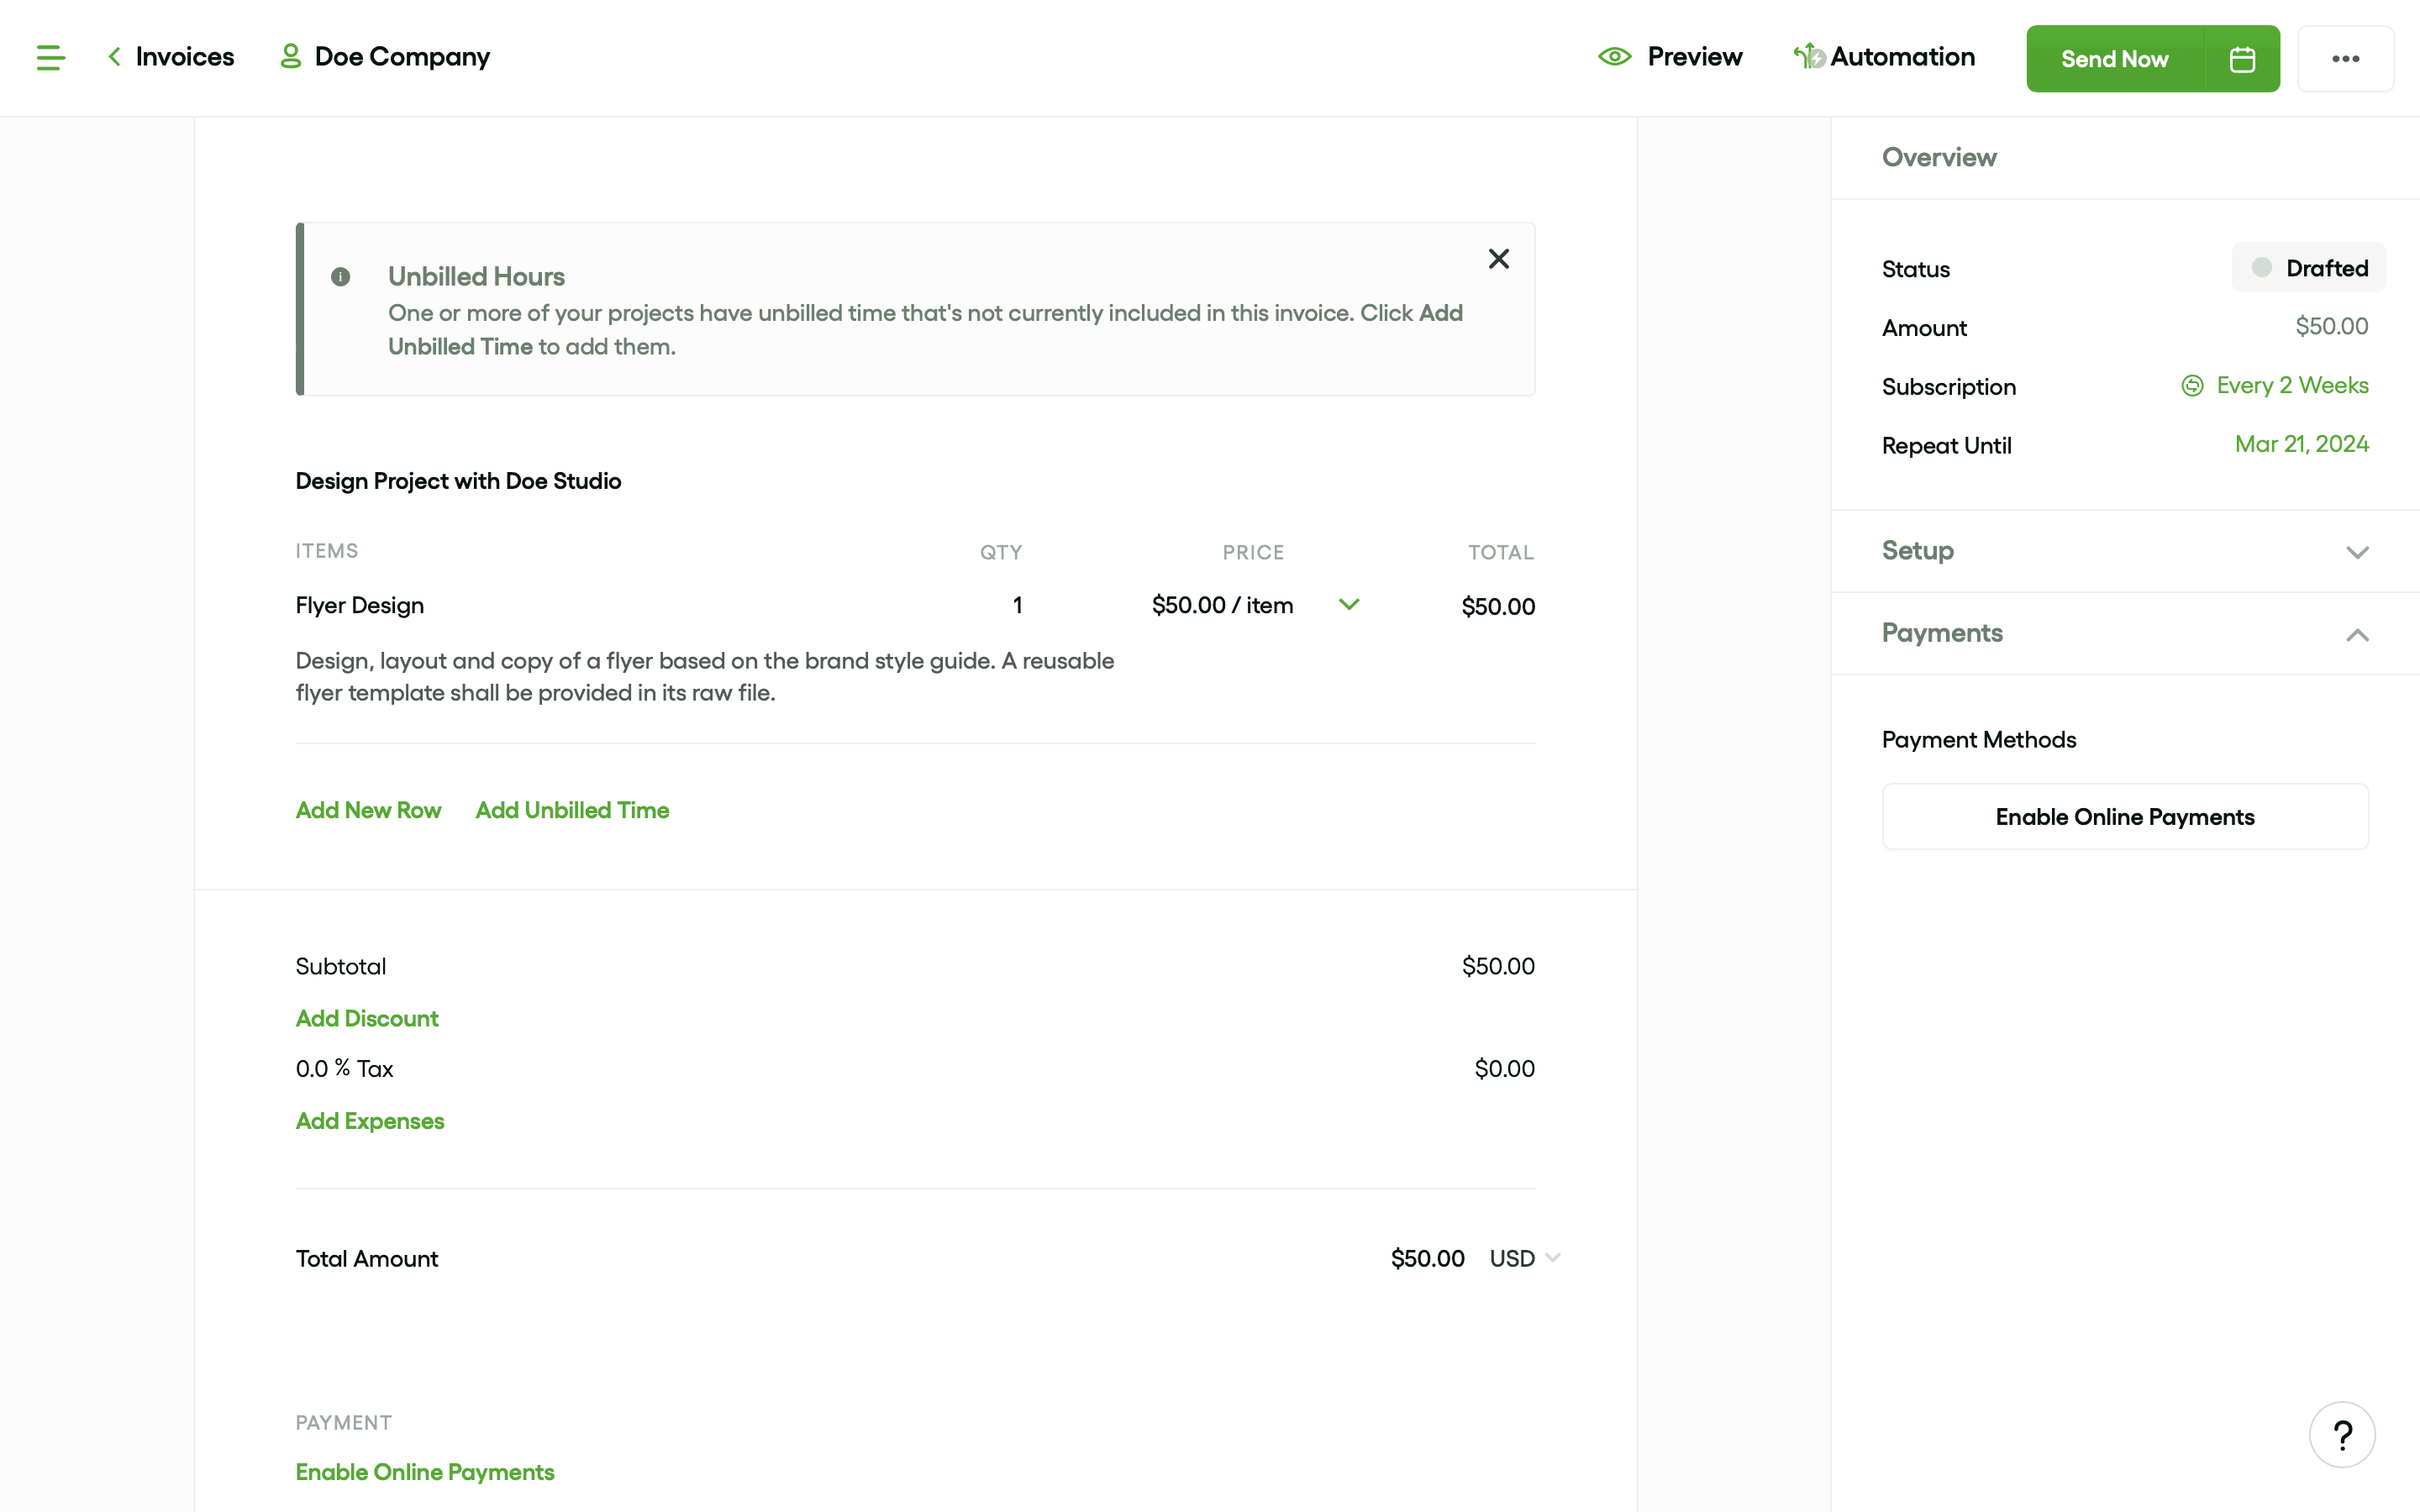 Invoices
Doe Company
Preview
Automation
Send Now
Unbilled Hours
One or more of your projects have unbilled time that's not currently included in this invoice. Click Add
Unbilled Time to add them.
Design Project with Doe Studio
ITEMS QTY PRICE TOTAL
Flyer Design 1 $50.00 / item $50.00
Design, layout and copy of a flyer based on the brand style guide. A reusable
flyer template shall be provided in its raw file.
Add New Row Add Unbilled Time
Subtotal $50.00
Add Discount
0.0 % Tax $0.00
Add Expenses
Total Amount $50.00 USD
PAYMENT
Enable Online Payments
Overview
Status Drafted
Amount $50.00
Subscription Every 2 Weeks
Repeat Until Mar 21, 2024
Setup
Payments
Payment Methods
Enable Online Payments
?